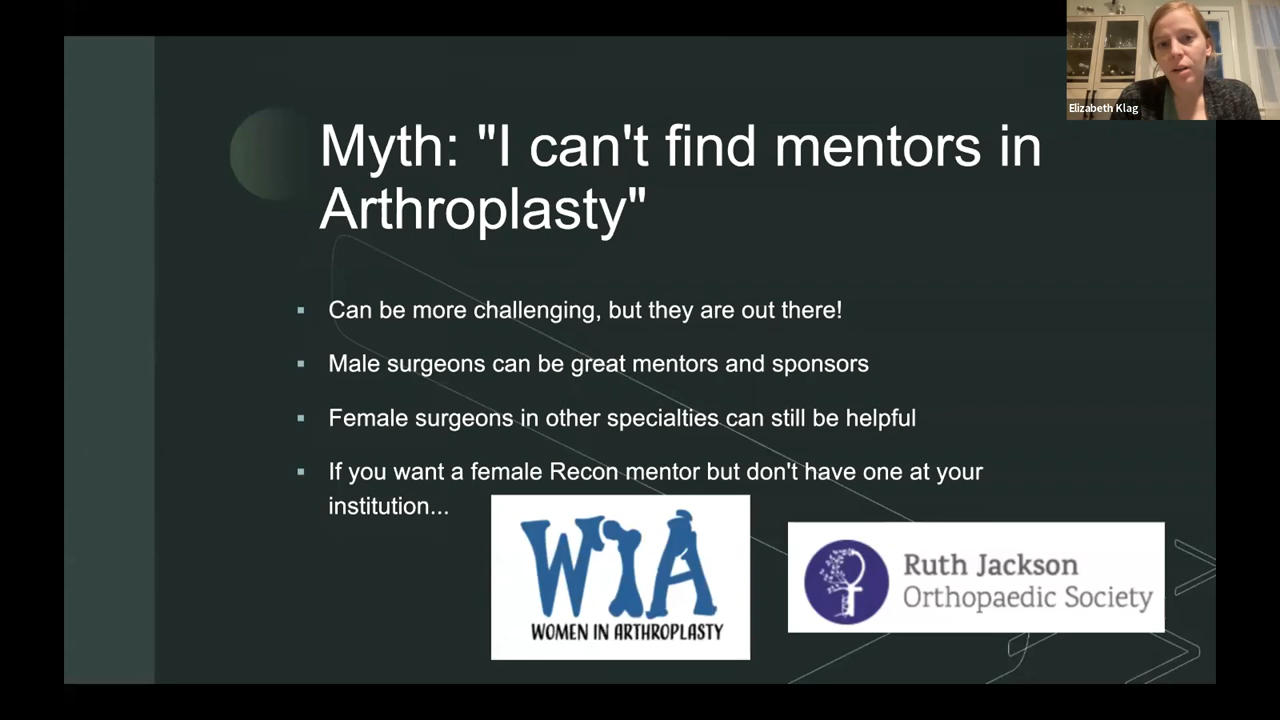 Elizabeth Klag
Myth: "I can't find mentors in
Arthroplasty"
▪ Can be more challenging, but they are out there!
▪ Male surgeons can be great mentors and sponsors
▪ Female surgeons in other specialties can still be helpful
▪ If you want a female Recon mentor but don't have one at your
institution...
WIA
WOMEN IN ARTHROPLASTY
Ruth Jackson
Orthopaedic Society